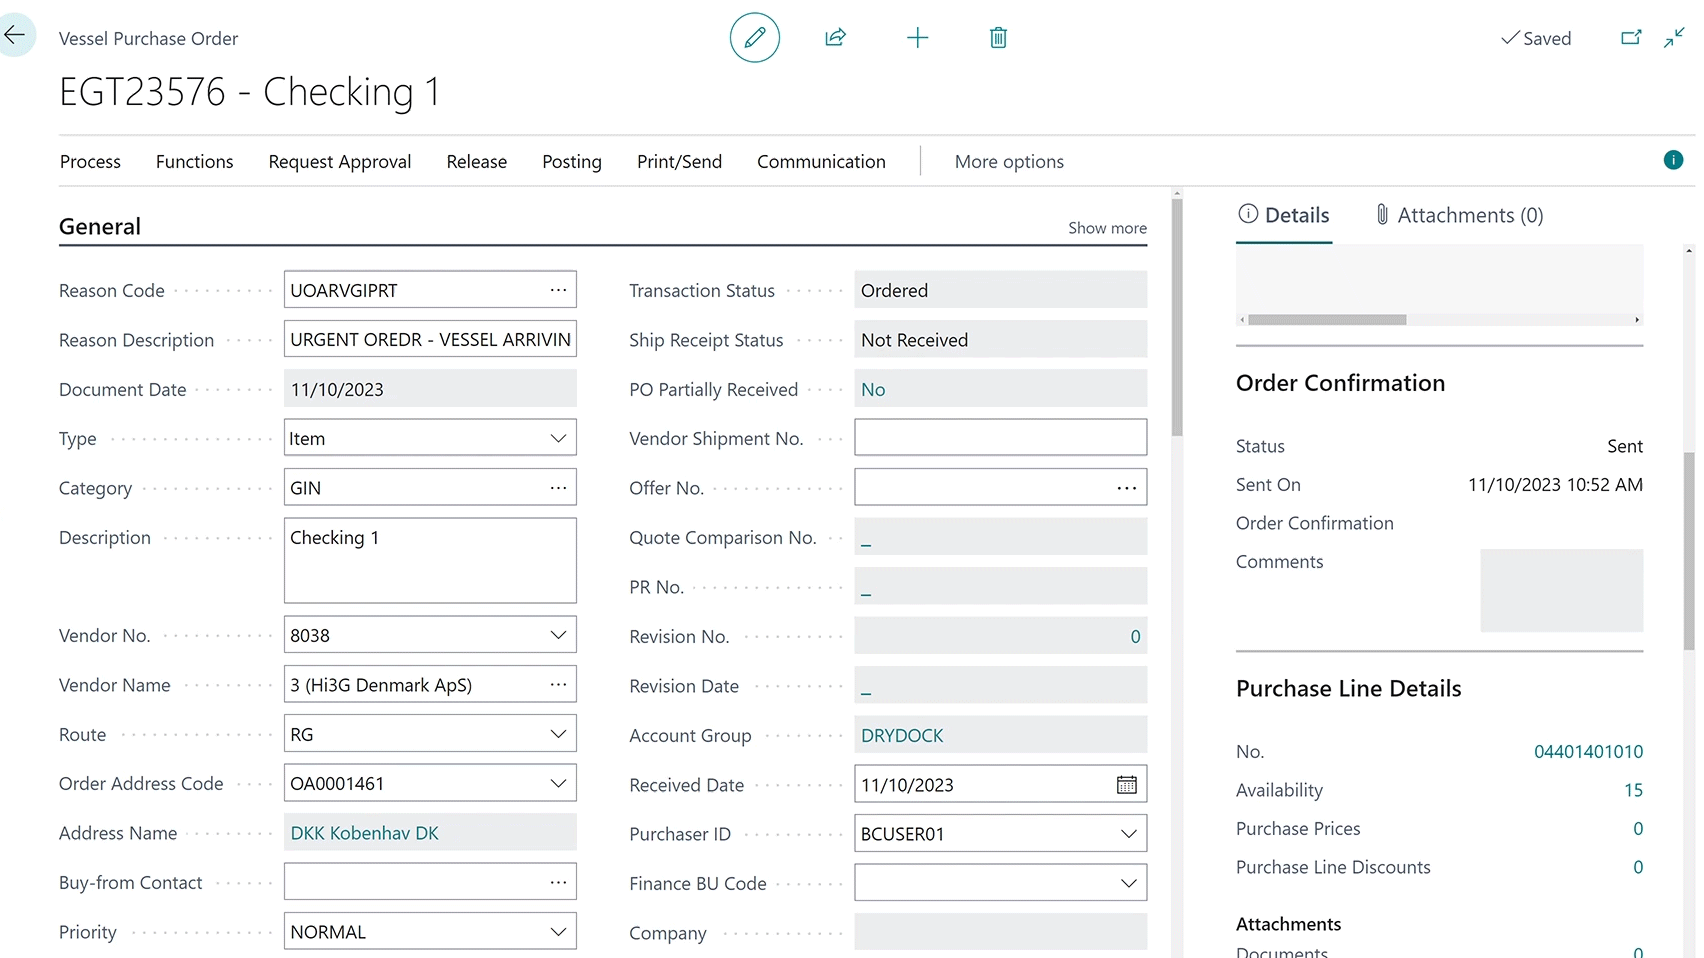 Vessel Purchase Order
Saved
EGT23576 - Checking 1
Process Functions Request Approval Release Posting Print/Send Communication More options
General
Show more
Reason Code UOARVGIPRT
Reason Description URGENT OREDR - VESSEL ARRIVIN
Document Date 11/10/2023
Type Item
Category GIN
Description Checking 1
Vendor No. 8038
Vendor Name 3 (Hi3G Denmark ApS)
Route RG
Order Address Code OA0001461
Address Name DKK Kobenhav DK
Buy-from Contact
Priority NORMAL
Transaction Status Ordered
Ship Receipt Status Not Received
PO Partially Received No
Vendor Shipment No.
Offer No.
Quote Comparison No. _
PR No. _
Revision No. 0
Revision Date _
Account Group DRYDOCK
Received Date 11/10/2023
Purchaser ID BCUSER01
Finance BU Code
Company
Details Attachments (0)
Order Confirmation
Status Sent
Sent On 11/10/2023 10:52 AM
Order Confirmation
Comments
Purchase Line Details
No. 04401401010
Availability 15
Purchase Prices 0
Purchase Line Discounts 0
Attachments
Documents 0